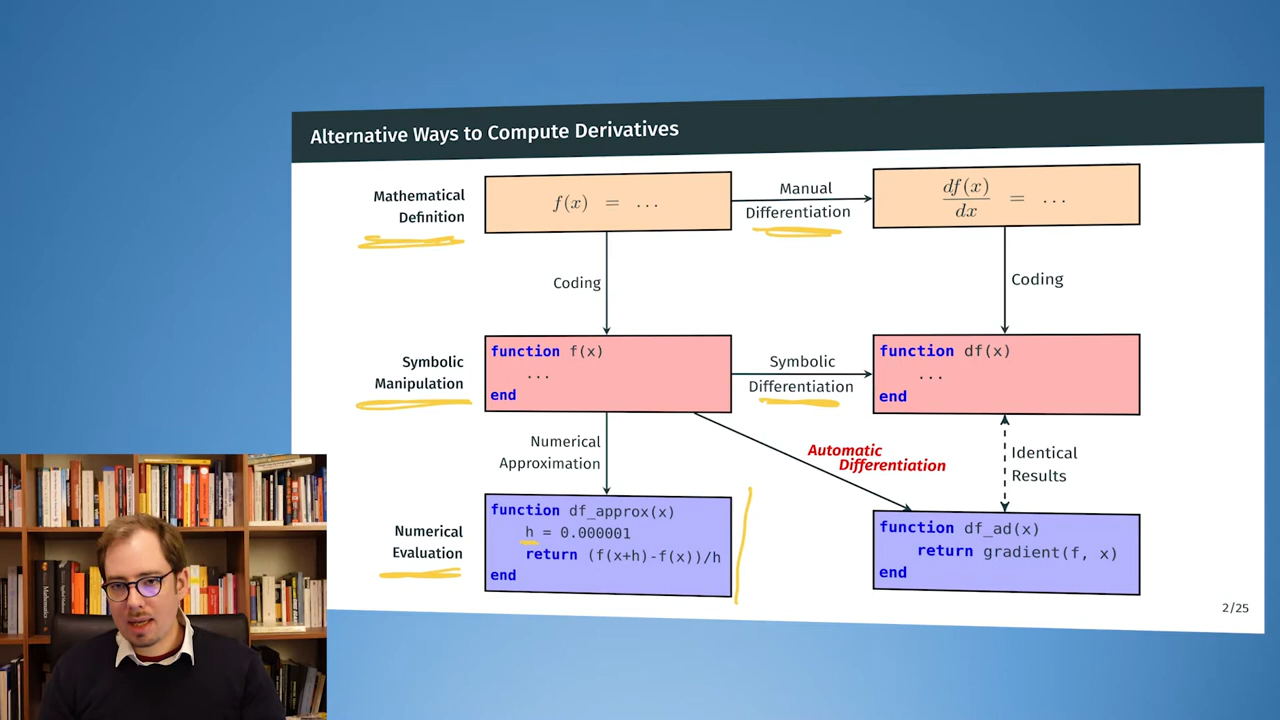 Alternative Ways to Compute Derivatives
Mathematical
Definition
f(x) = ...
Manual
Differentiation
df(x)
dx
= ...
Coding
Coding
Symbolic
Manipulation
function f(x)
...
end
Symbolic
Differentiation
function df(x)
...
end
Numerical
Approximation
Automatic
Differentiation
Identical
Results
Numerical
Evaluation
function df_approx(x)
h = 0.000001
return (f(x+h)-f(x))/h
end
function df_ad(x)
return gradient(f, x)
end
2/25